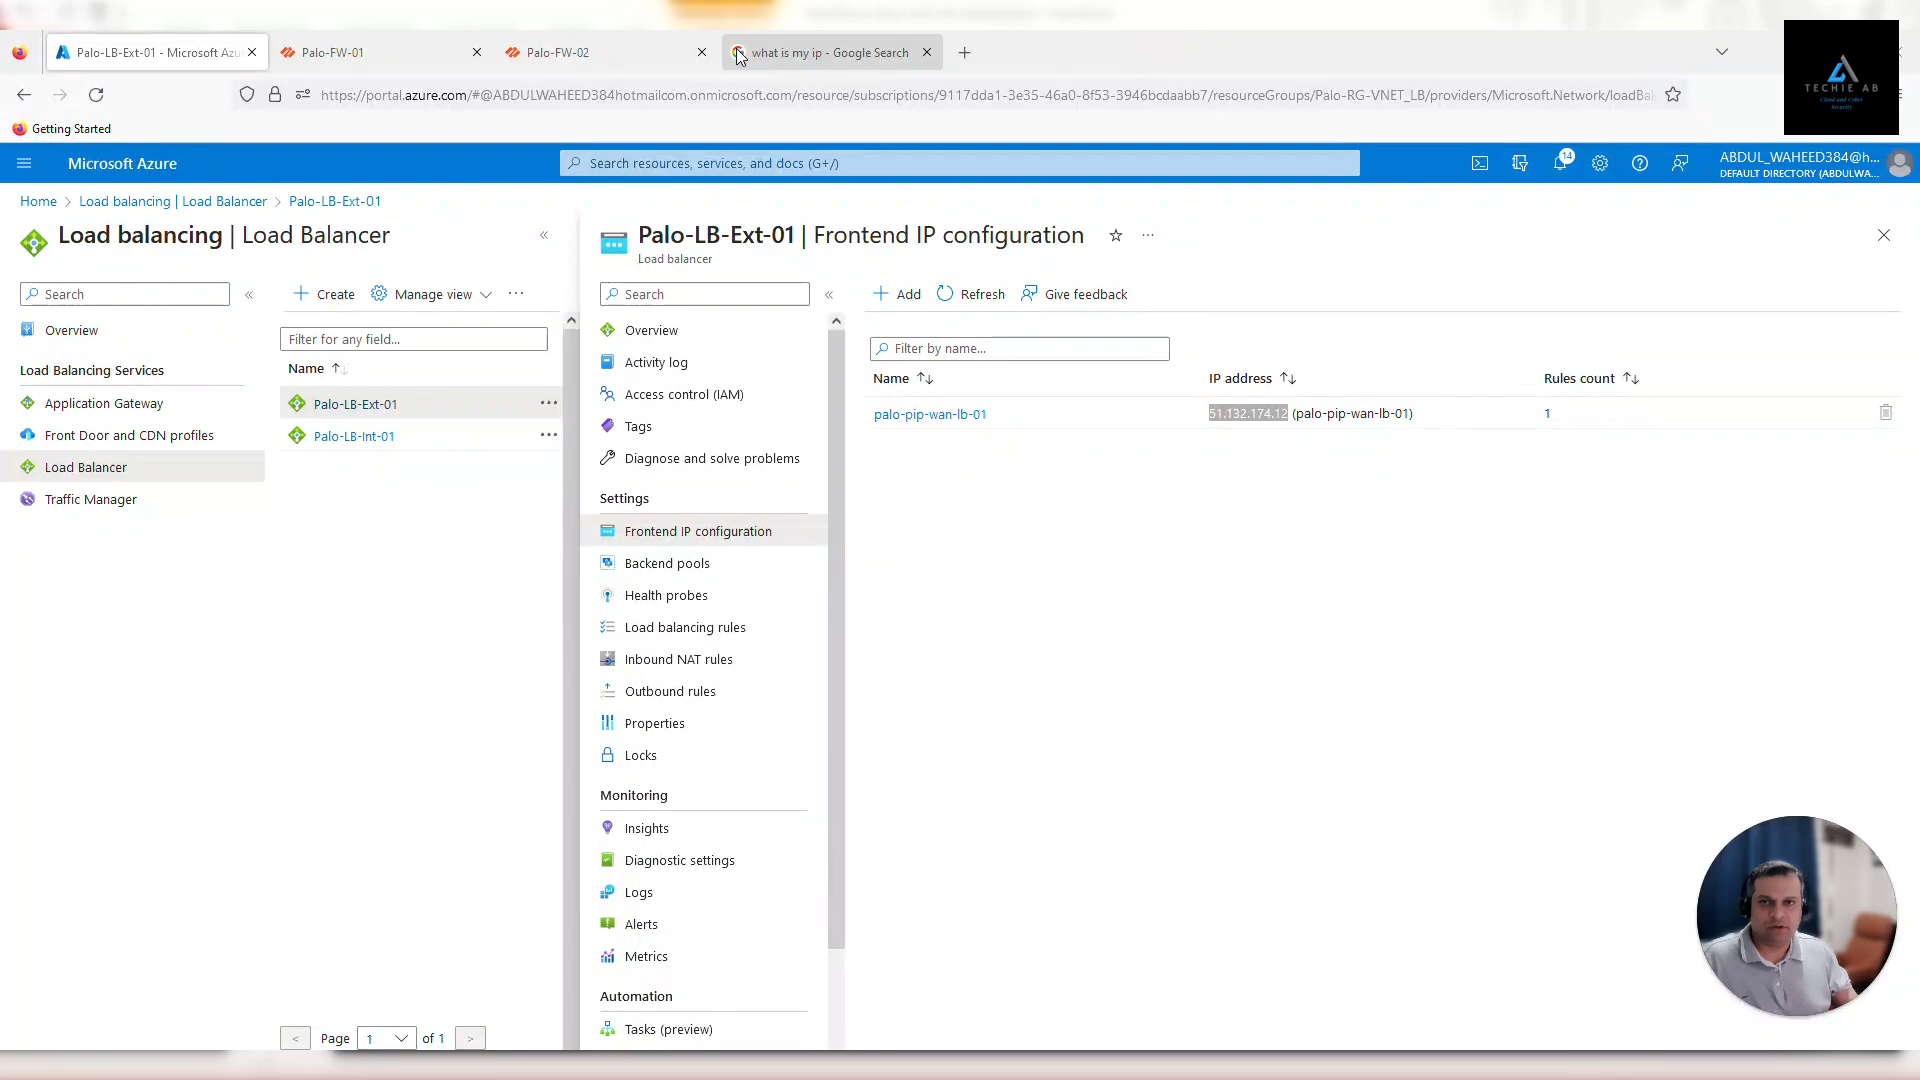 Palo-LB-Ext-01 - Microsoft Azu
Palo-FW-01
Palo-FW-02
what is my ip - Google Search
https://portal.azure.com/#@ABDULWAHEED384hotmailcom.onmicrosoft.com/resource/subscriptions/9117dda1-3e35-46a0-8f53-3946bcdaabb7/resourceGroups/Palo-RG-VNET_LB/providers/Microsoft.Network/loadBal
TECHIE AB
Cloud and Cyber
Security
Getting Started
Microsoft Azure
Search resources, services, and docs (G+/)
14
ABDUL_WAHEED384@h...
DEFAULT DIRECTORY (ABDULWA...
Home > Load balancing | Load Balancer > Palo-LB-Ext-01
Load balancing | Load Balancer
Search
Overview
Load Balancing Services
Application Gateway
Front Door and CDN profiles
Load Balancer
Traffic Manager
Create
Manage view
Filter for any field...
Name
Palo-LB-Ext-01
Palo-LB-Int-01
< Page 1 of 1 >
Palo-LB-Ext-01 | Frontend IP configuration
Load balancer
Search
Overview
Activity log
Access control (IAM)
Tags
Diagnose and solve problems
Settings
Frontend IP configuration
Backend pools
Health probes
Load balancing rules
Inbound NAT rules
Outbound rules
Properties
Locks
Monitoring
Insights
Diagnostic settings
Logs
Alerts
Metrics
Automation
Tasks (preview)
Add
Refresh
Give feedback
Filter by name...
Name IP address Rules count
palo-pip-wan-lb-01 51.132.174.12 (palo-pip-wan-lb-01) 1